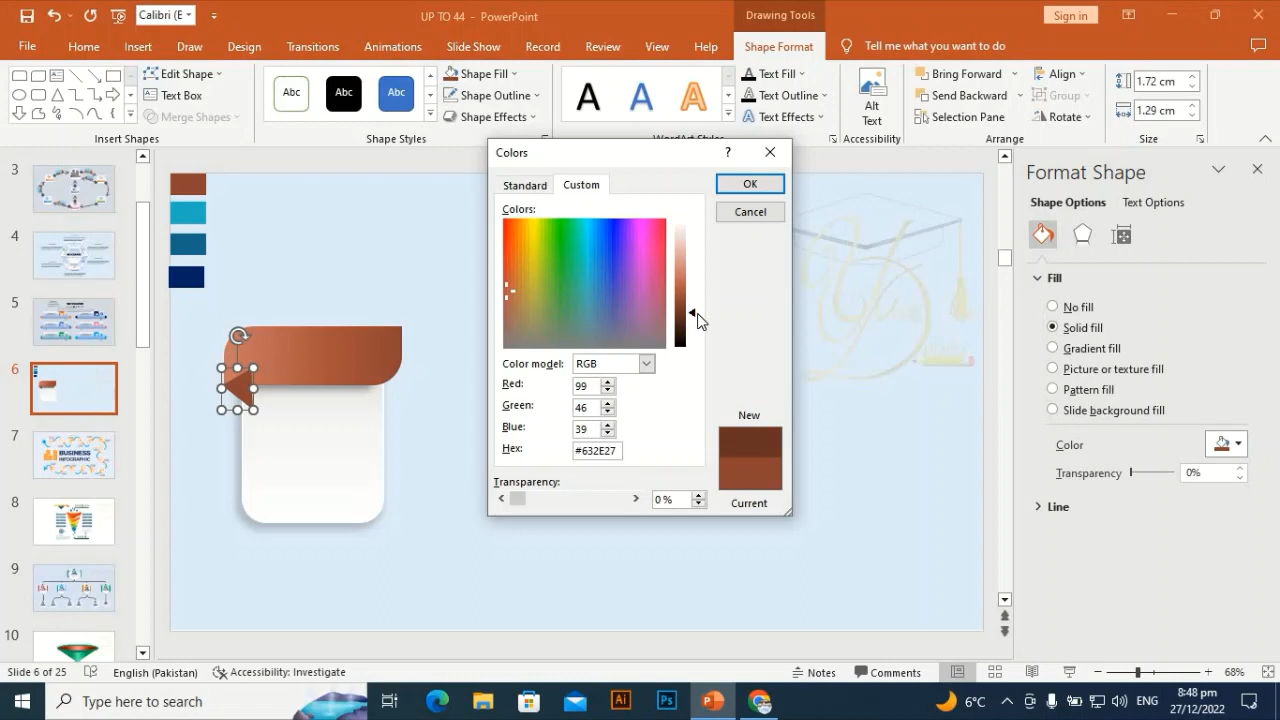 Calibri (E
UP TO 44 - PowerPoint
Drawing Tools
Sign in
File
Home
Insert
Draw
Design
Transitions
Animations
Slide Show
Record
Review
View
Help
Shape Format
Tell me what you want to do
Edit Shape
Text Box
Merge Shapes
Insert Shapes
Abc
Abc
Abc
Shape Fill
Shape Outline
Shape Effects
Shape Styles
A
A
A
Text Fill
Text Outline
Text Effects
WordArt Styles
Alt
Text
Accessibility
Bring Forward
Send Backward
Selection Pane
Align
Group
Rotate
Arrange
1.72 cm
1.29 cm
Size
3
4
5
6
7
BUSINESS
INFOGRAPHIC
8
9
10
Colors
?
Standard
Custom
OK
Cancel
Colors:
Color model:
RGB
Red:
99
Green:
46
Blue:
39
Hex:
#632E27
Transparency:
0 %
New
Current
Format Shape
Shape Options
Text Options
Fill
No fill
Solid fill
Gradient fill
Picture or texture fill
Pattern fill
Slide background fill
Color
Transparency
0%
Line
Slide 6 of 25
English (Pakistan)
Accessibility: Investigate
Notes
Comments
68%
Type here to search
Ai
Ps
6°C
ENG
8:48 pm
27/12/2022